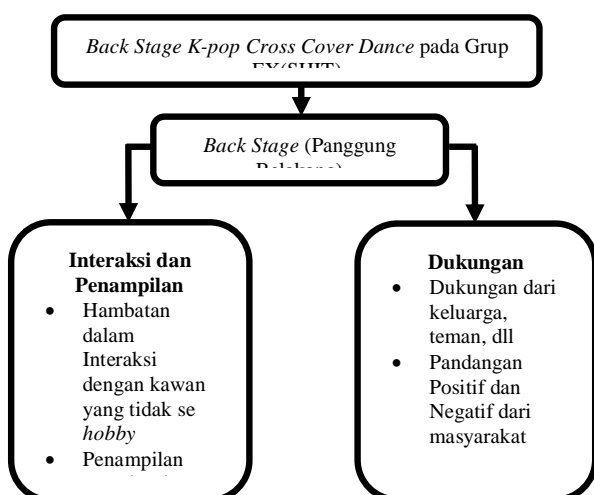 Back Stage K-pop Cross Cover Dance pada Grup
Back Stage (Panggung
Interaksi dan
Penampilan
• Hambatan
dalam
Interaksi
dengan kawan
yang tidak se
hobby
• Penampilan
Dukungan
• Dukungan dari
keluarga,
teman, dll
• Pandangan
Positif dan
Negatif dari
masyarakat